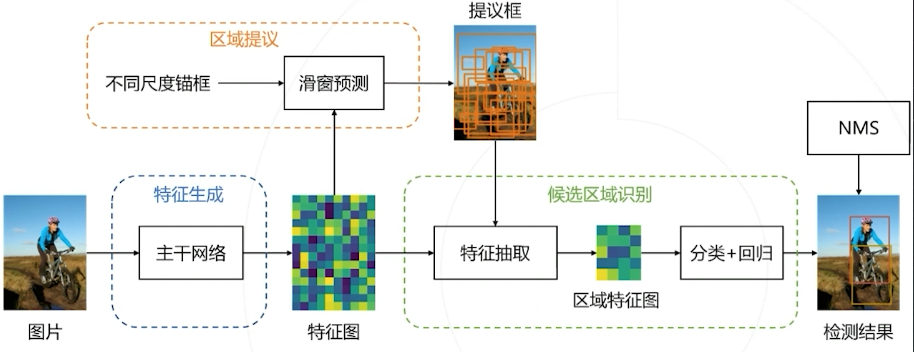 提议框
区域提议
不同尺度锚框
滑窗预测
NMS
特征生成
候选区域识别
主干网络
特征抽取
分类+回归
区域特征图
图片
特征图
检测结果